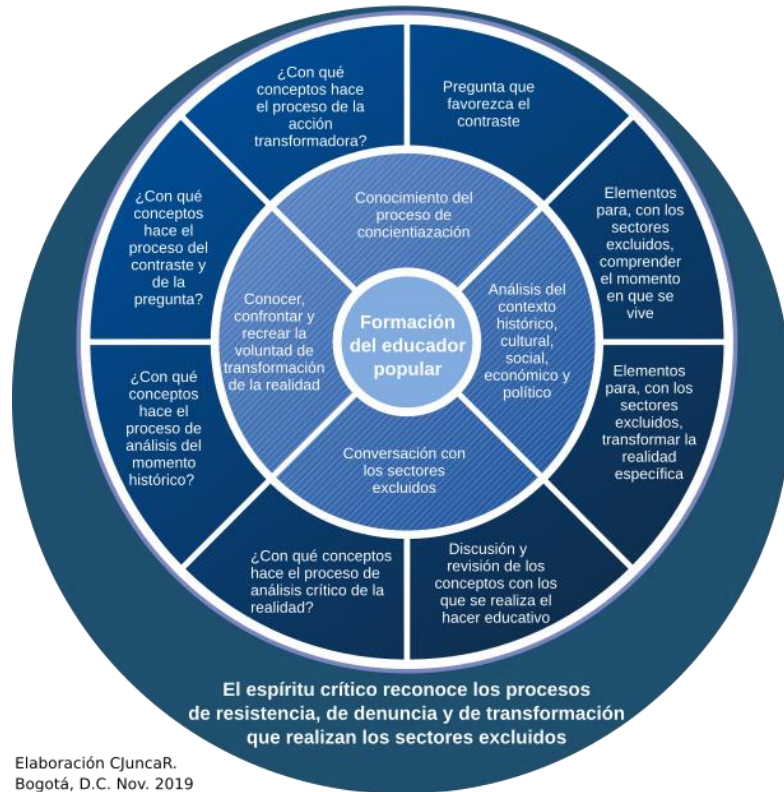 ¿Con qué
conceptos hace
el proceso de la
acción
transformadora?
Pregunta que
favorezca el
contraste
Elementos
para, con los
sectores
excluidos,
comprender
el momento
en que se
vive
Elementos
para, con los
sectores
excluidos,
transformar la
realidad
específica
Discusión y
revisión de los
conceptos con los
que se realiza el
hacer educativo
¿Con qué conceptos
hace el proceso de
análisis crítico de la
realidad?
¿Con qué
conceptos
hace el
proceso de
análisis del
momento
histórico?
¿Con qué
conceptos
hace el
proceso del
contraste y
de la
pregunta?
Conocimiento del
proceso de
concientiazación
Análisis del
contexto
histórico,
cultural,
social,
económico y
político
Conversación con
los sectores
excluidos
Conocer,
confrontar y
recrear la
voluntad de
transformación
de la realidad
Formación
del educador
popular
El espíritu crítico reconoce los procesos
de resistencia, de denuncia y de transformación
que realizan los sectores excluidos
Elaboración CJuncaR.
Bogotá, D.C. Nov. 2019